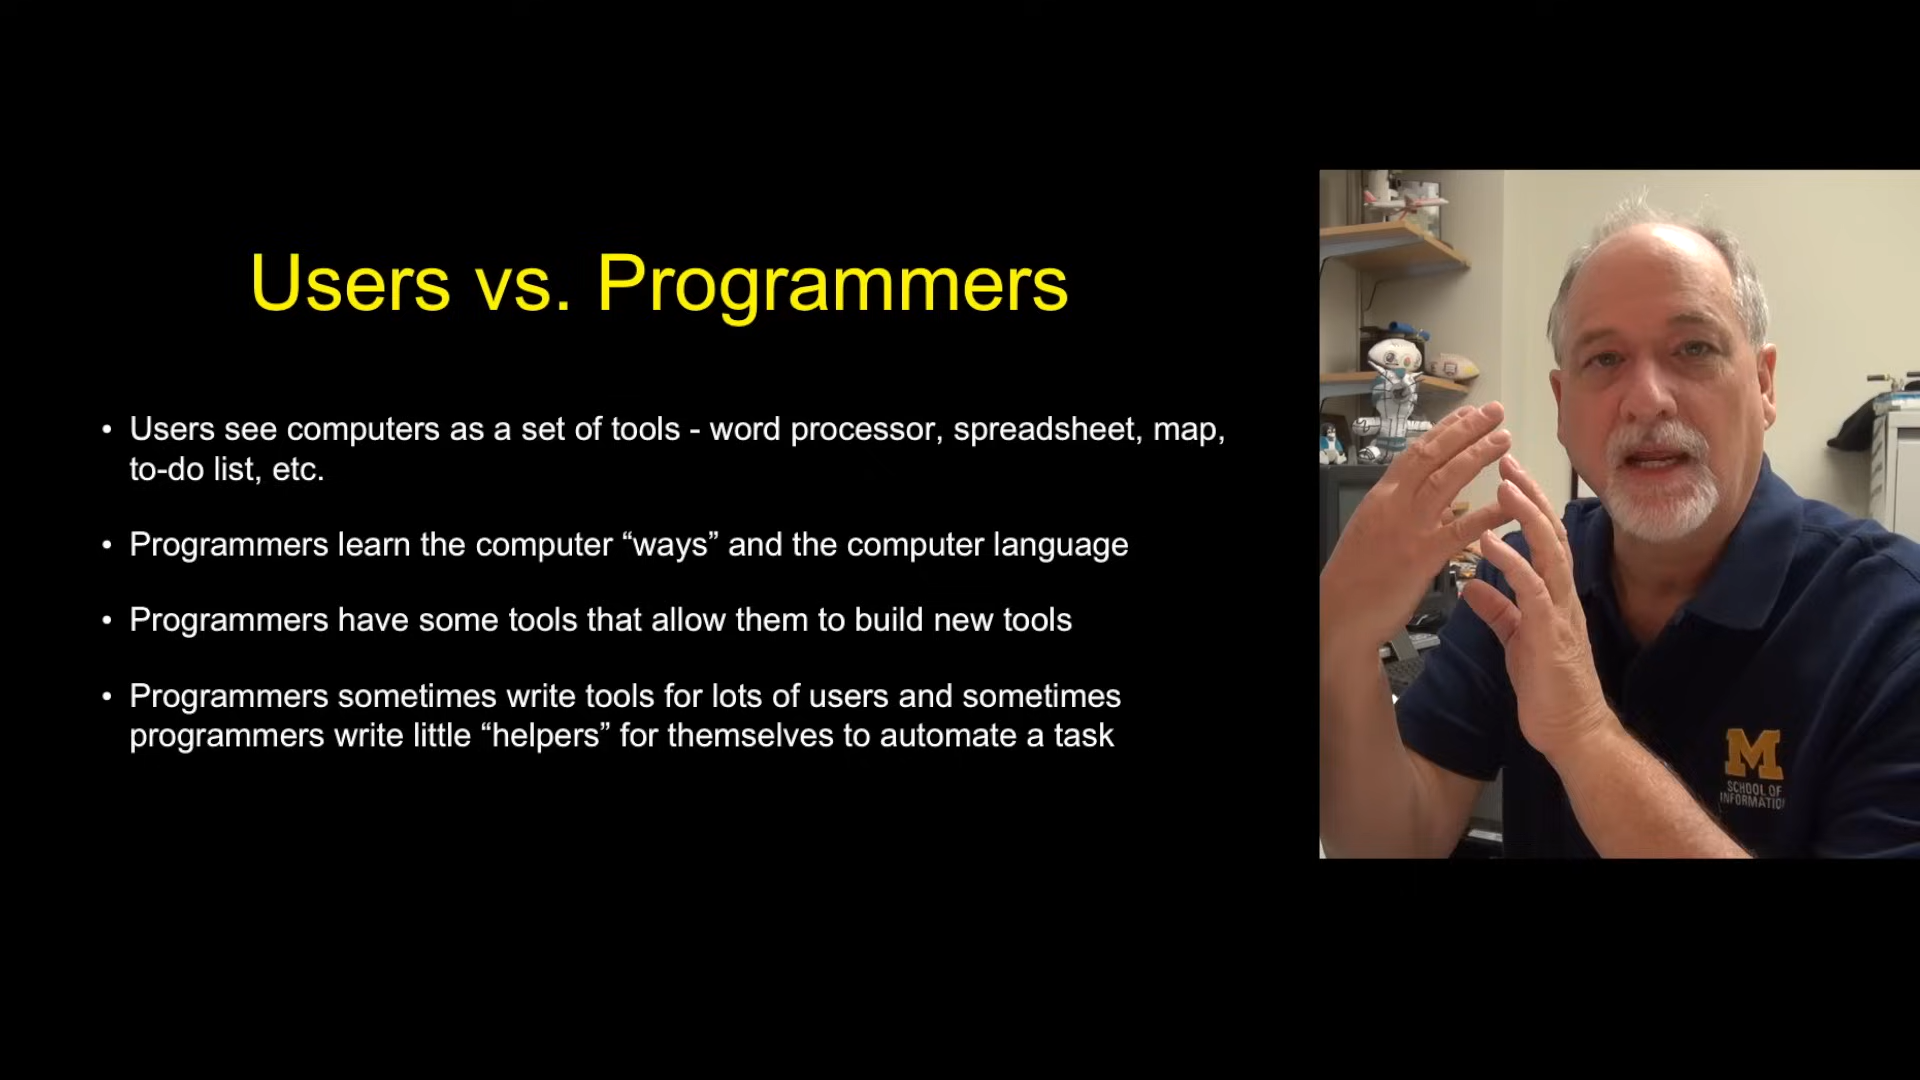 Users vs. Programmers
• Users see computers as a set of tools - word processor, spreadsheet, map,
to-do list, etc.
• Programmers learn the computer “ways” and the computer language
• Programmers have some tools that allow them to build new tools
• Programmers sometimes write tools for lots of users and sometimes
programmers write little “helpers” for themselves to automate a task
M
SCHOOL OF
INFORMATIO